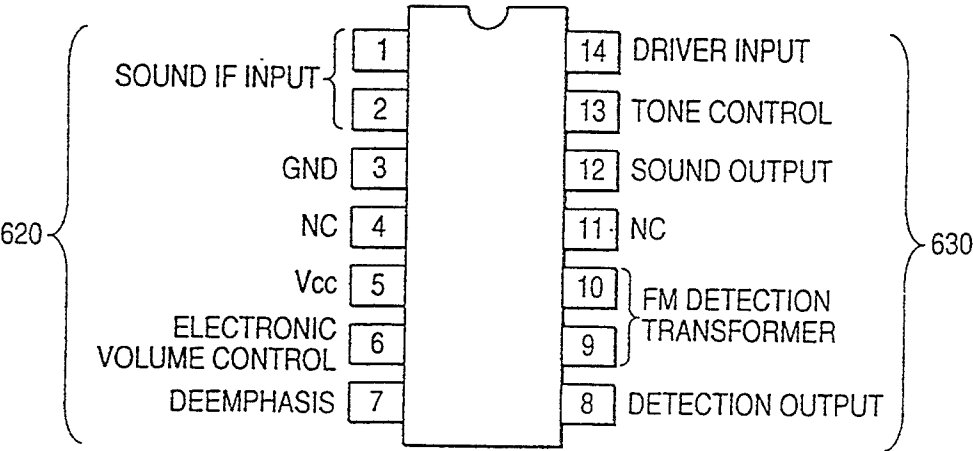 620
SOUND IF INPUT
1
2
GND 3
NC 4
Vcc 5
ELECTRONIC
VOLUME CONTROL
6
DEEMPHASIS 7
14 DRIVER INPUT
13 TONE CONTROL
12 SOUND OUTPUT
11 NC
10
9
FM DETECTION
TRANSFORMER
8 DETECTION OUTPUT
630